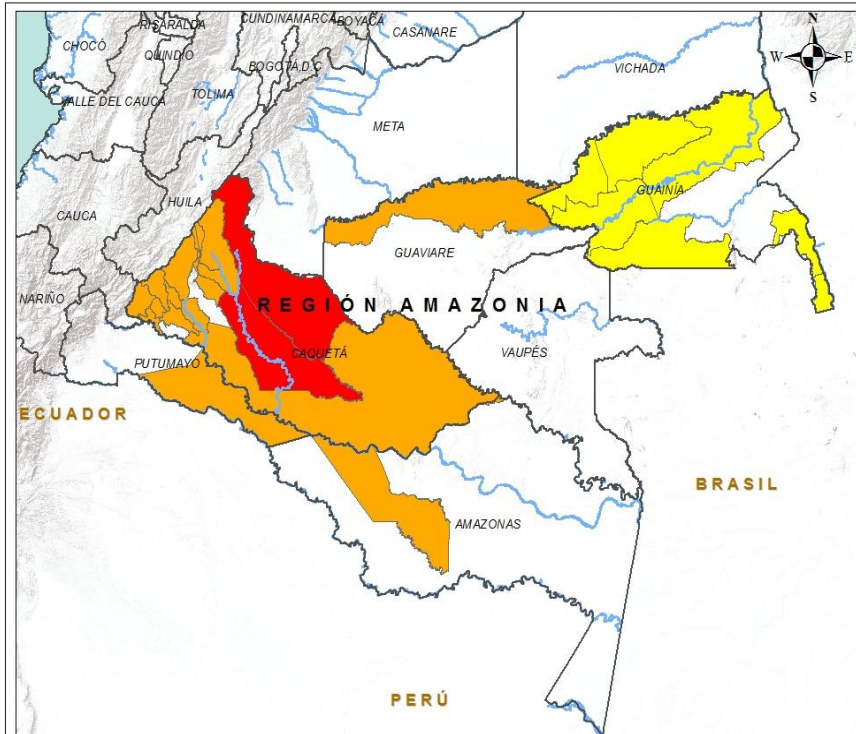 CUNDINAMARCA
BOYACÁ
RISARALDA
CASANARE
CHOCÓ
QUINDIO
BOGOTÁ D.C
VICHADA
TOLIMA
VALLE DEL CAUCA
META
N
W
E
S
HUILA
GUAINÍA
CAUCA
GUAVIARE
NARIÑO
REGIÓN AMAZONIA
CAQUETÁ
VAUPÉS
PUTUMAYO
ECUADOR
BRASIL
AMAZONAS
PERÚ